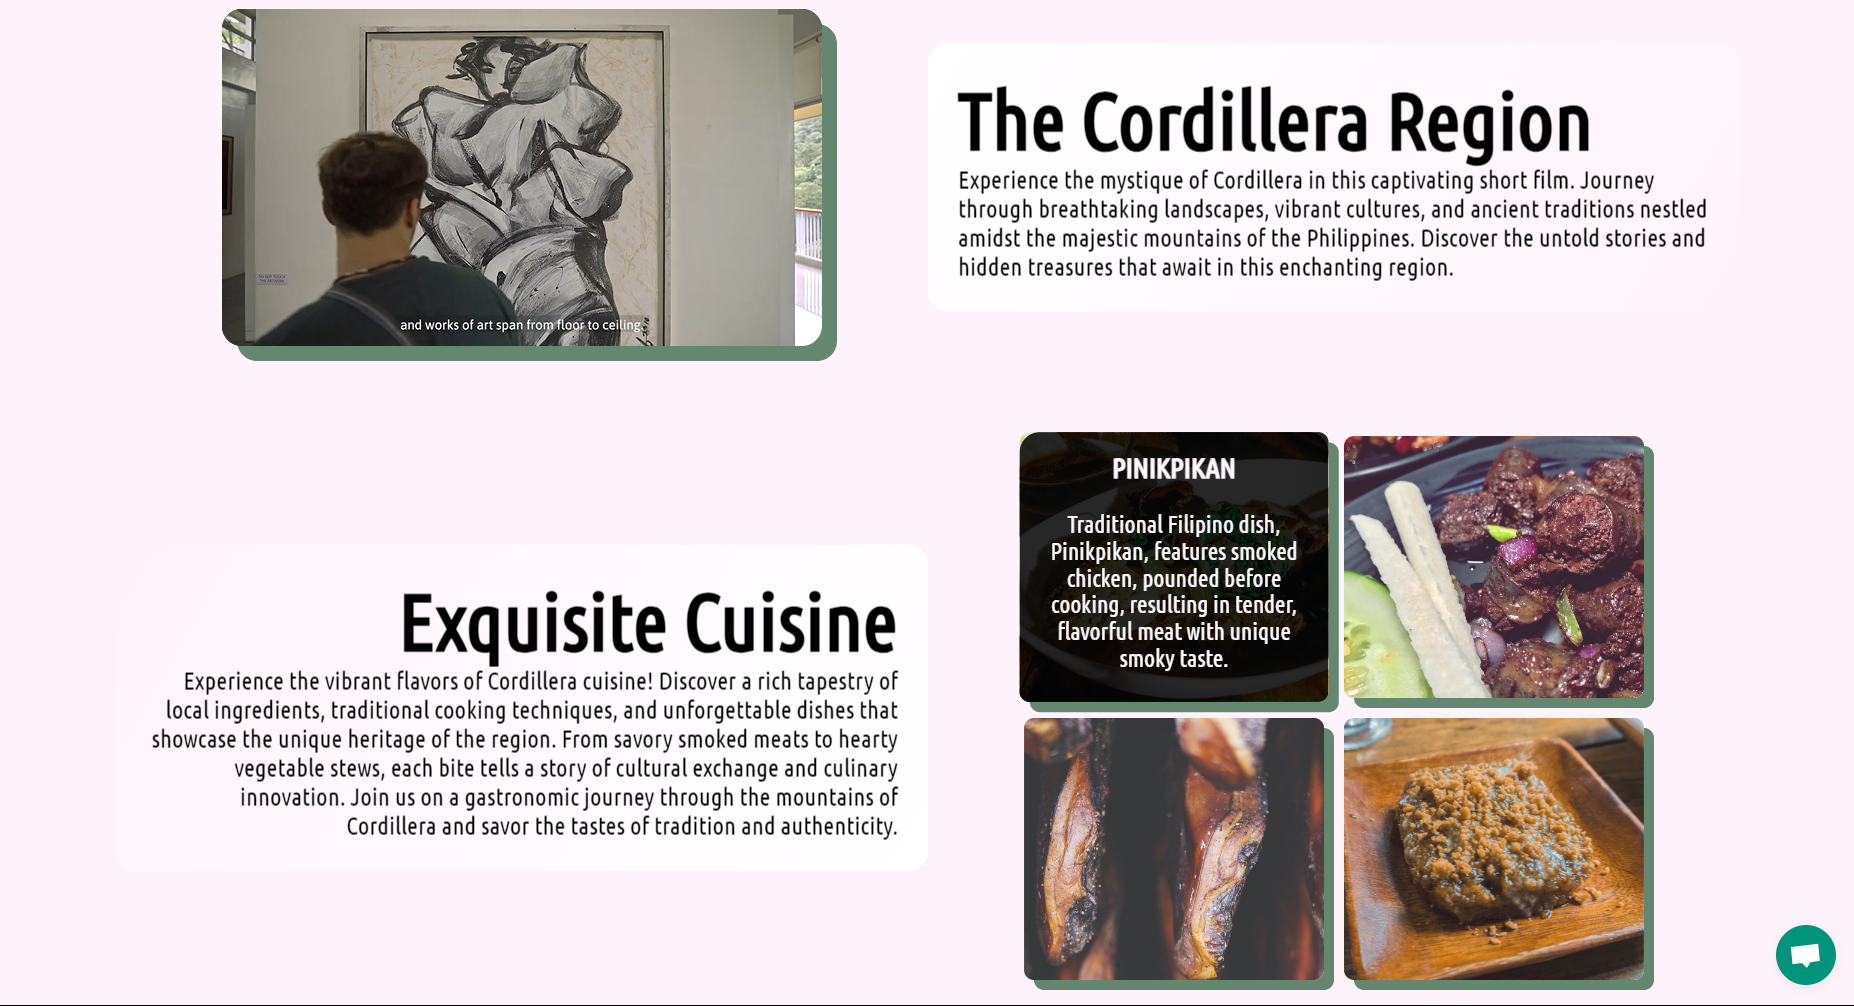 and works of art span from floor to ceiling.
The Cordillera Region
Experience the mystique of Cordillera in this captivating short film. Journey
through breathtaking landscapes, vibrant cultures, and ancient traditions nestled
amidst the majestic mountains of the Philippines. Discover the untold stories and
hidden treasures that await in this enchanting region.
Exquisite Cuisine
Experience the vibrant flavors of Cordillera cuisine! Discover a rich tapestry of
local ingredients, traditional cooking techniques, and unforgettable dishes that
showcase the unique heritage of the region. From savory smoked meats to hearty
vegetable stews, each bite tells a story of cultural exchange and culinary
innovation. Join us on a gastronomic journey through the mountains of
Cordillera and savor the tastes of tradition and authenticity.
PINIKPIKAN
Traditional Filipino dish,
Pinikpikan, features smoked
chicken, pounded before
cooking, resulting in tender,
flavorful meat with unique
smoky taste.